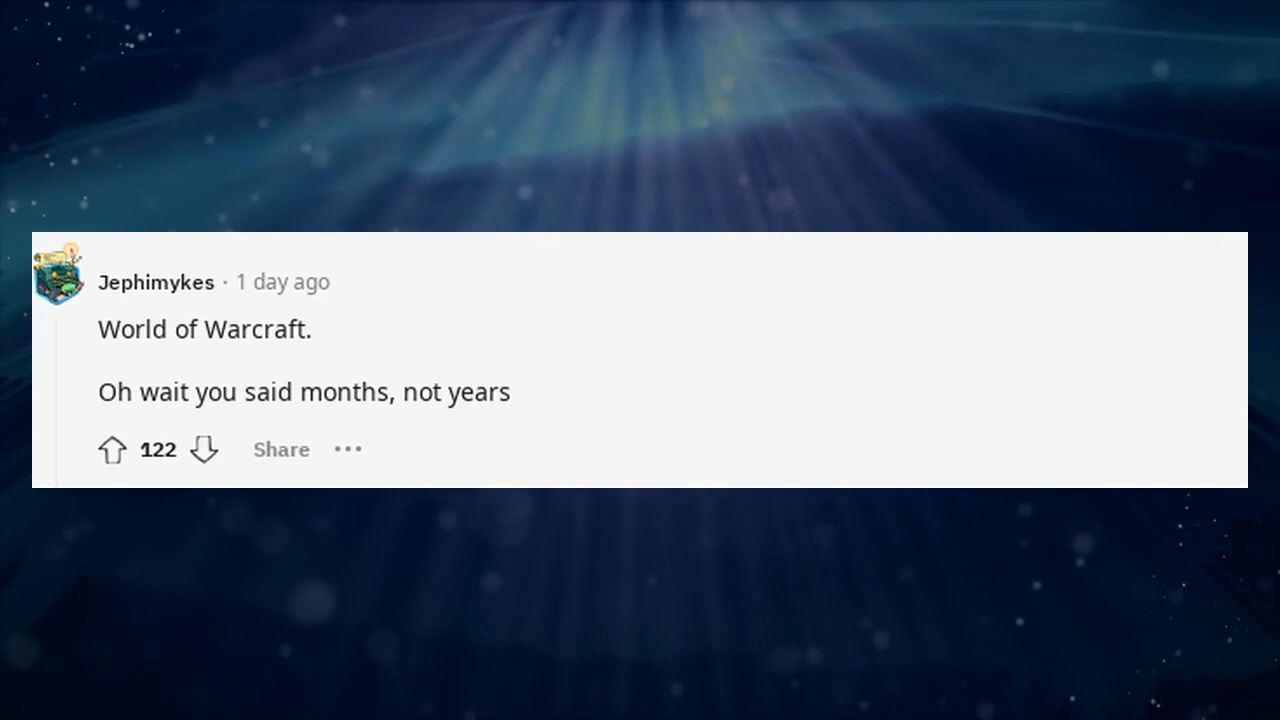 Jephimykes · 1 day ago
World of Warcraft.
Oh wait you said months, not years
122 Share ...